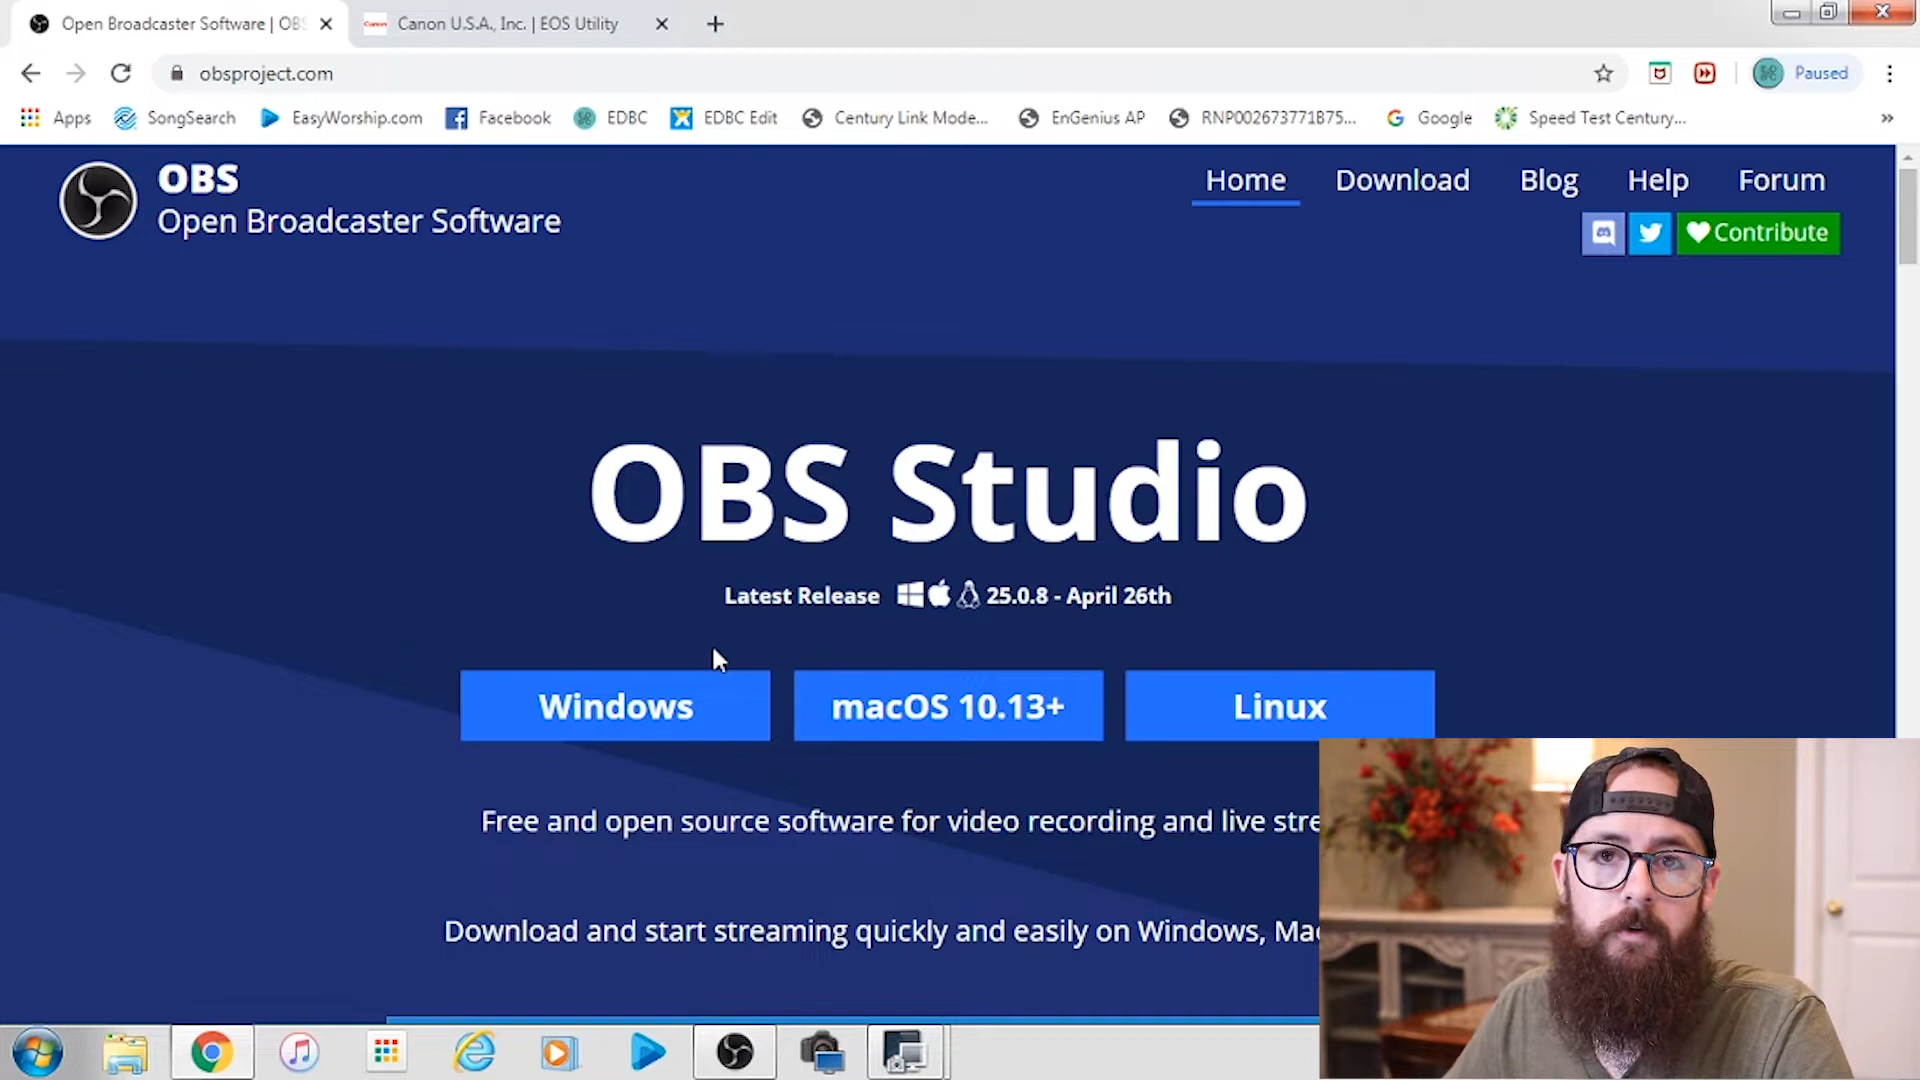 Open Broadcaster Software | OBS
Canon
Canon U.S.A., Inc. | EOS Utility
obsproject.com
Paused
Apps
SongSearch
EasyWorship.com
Facebook
EDBC
EDBC Edit
Century Link Mode...
EnGenius AP
RNP002673771B75...
Google
Speed Test Century...
»
OBS
Open Broadcaster Software
Home
Download
Blog
Help
Forum
Contribute
OBS Studio
Latest Release 25.0.8 - April 26th
Windows
macOS 10.13+
Linux
Free and open source software for video recording and live stre
Download and start streaming quickly and easily on Windows, Mac